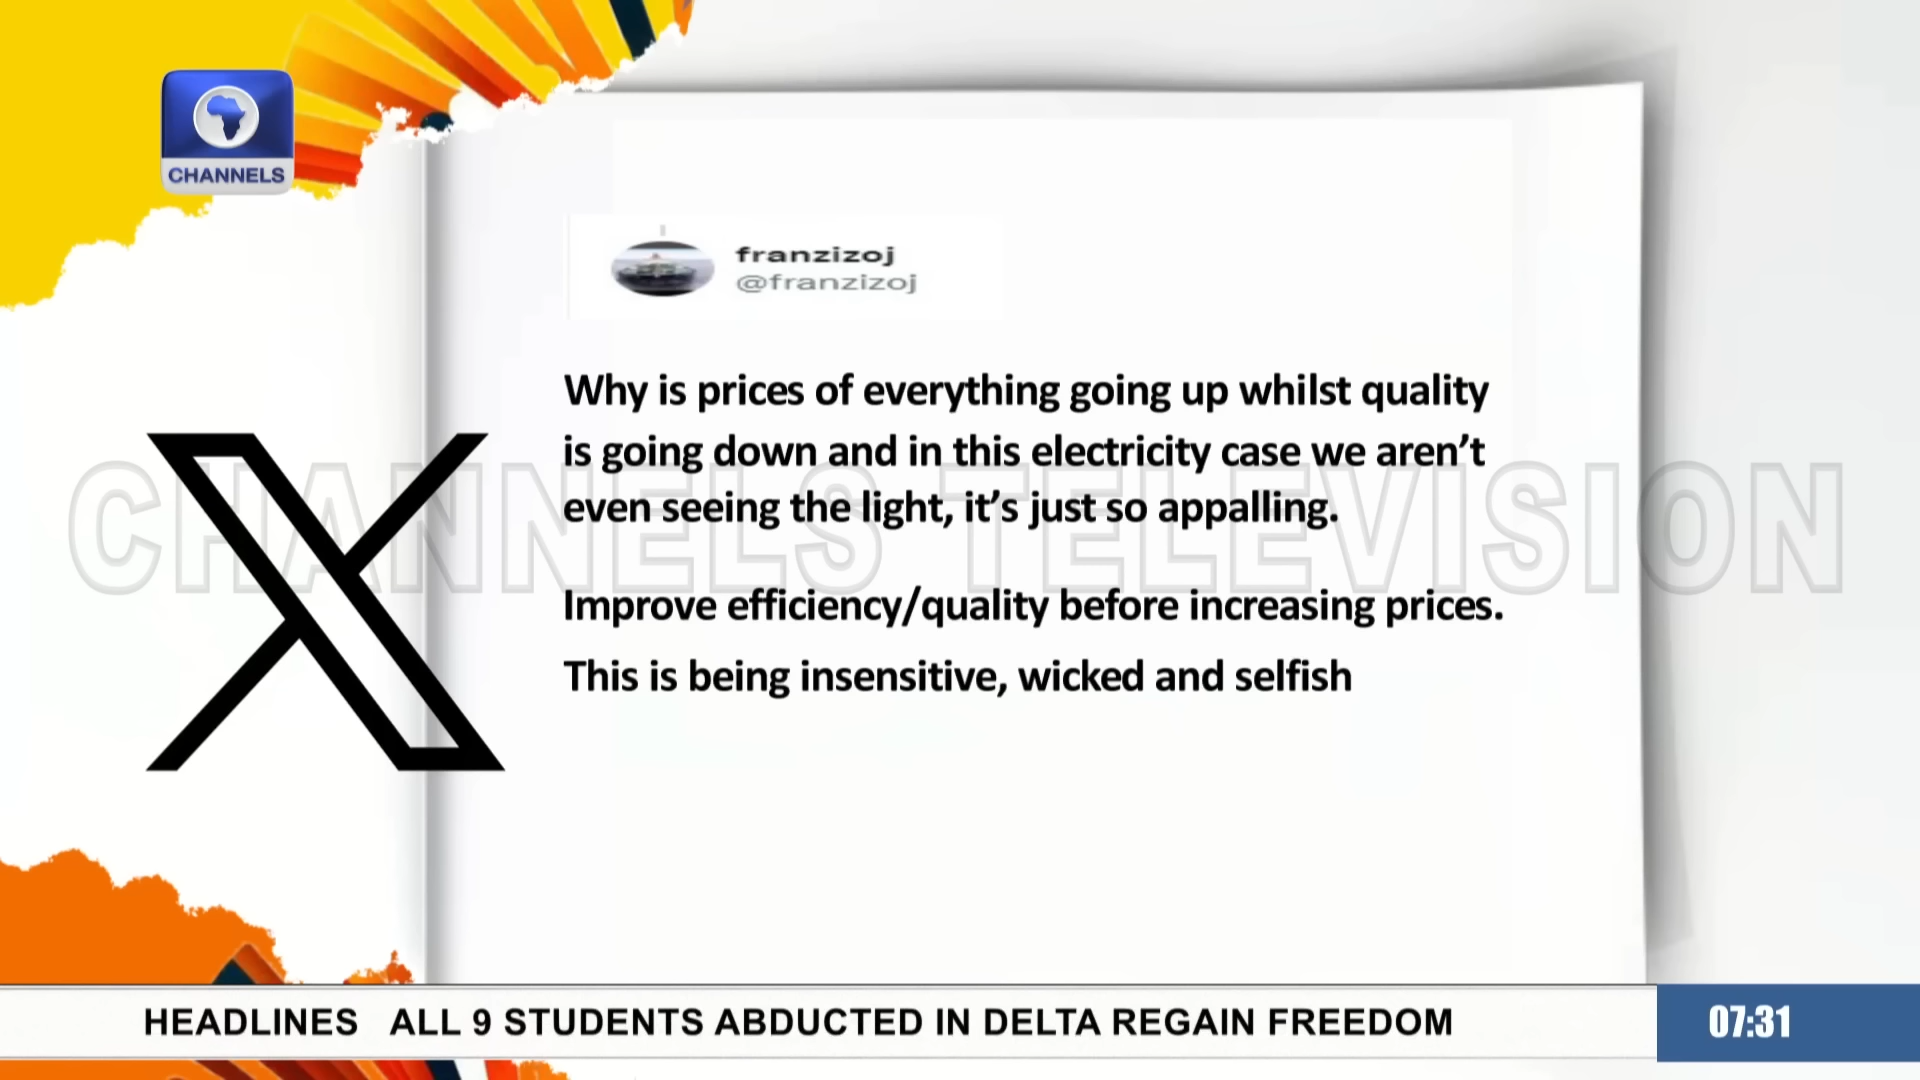 CHANNELS
franzizoj
@franzizoj
Why is prices of everything going up whilst quality
is going down and in this electricity case we aren’t
even seeing the light, it’s just so appalling.
CHANNELS TELEVISION
Improve efficiency/quality before increasing prices.
This is being insensitive, wicked and selfish
HEADLINES ALL 9 STUDENTS ABDUCTED IN DELTA REGAIN FREEDOM
07:31